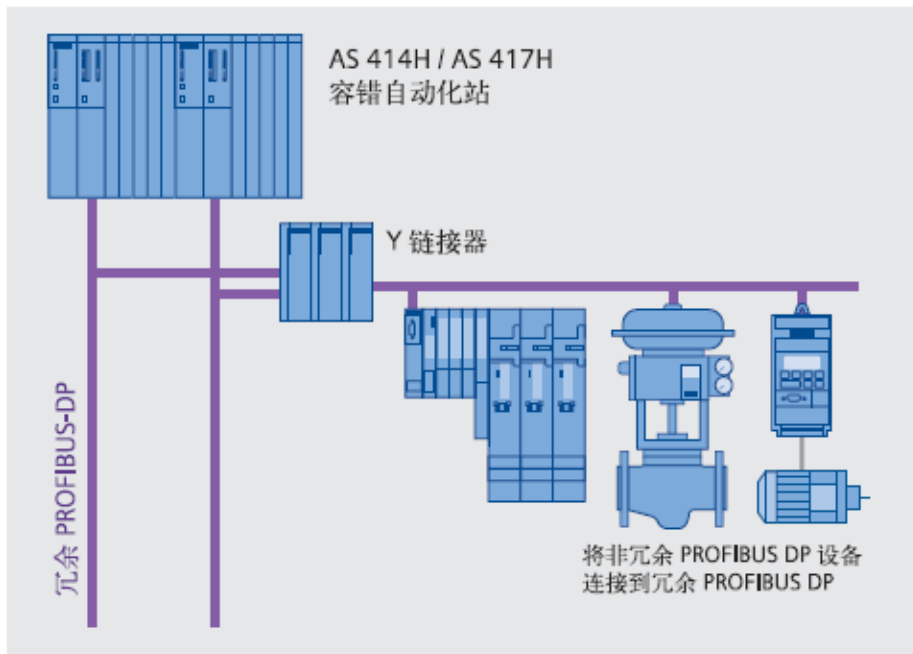 AS 414H / AS 417H
容错自动化站
Y 链接器
冗余 PROFIBUS-DP
将非冗余 PROFIBUS DP 设备
连接到冗余 PROFIBUS DP